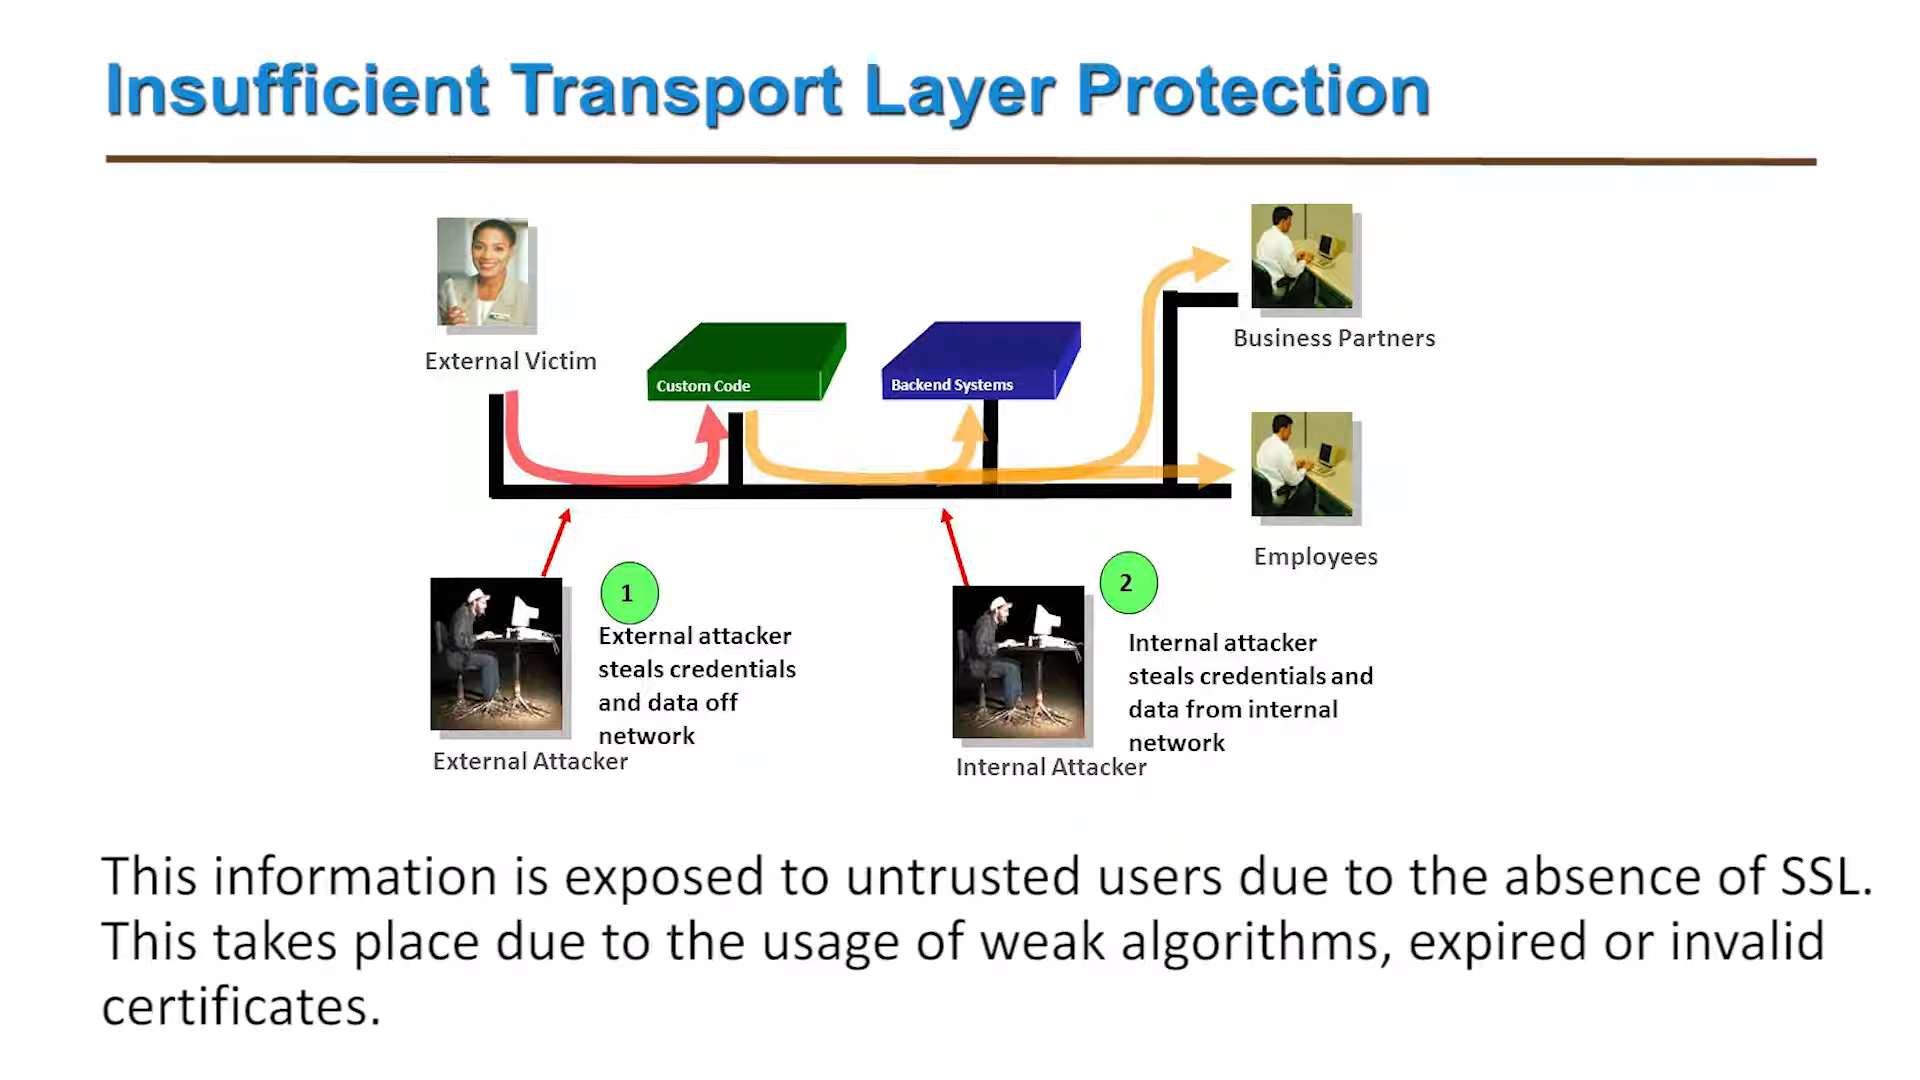 Insufficient Transport Layer Protection
External Victim
Custom Code
Backend Systems
Business Partners
Employees
1
External attacker
steals credentials
and data off
network
External Attacker
2
Internal attacker
steals credentials and
data from internal
network
Internal Attacker
This information is exposed to untrusted users due to the absence of SSL.
This takes place due to the usage of weak algorithms, expired or invalid
certificates.